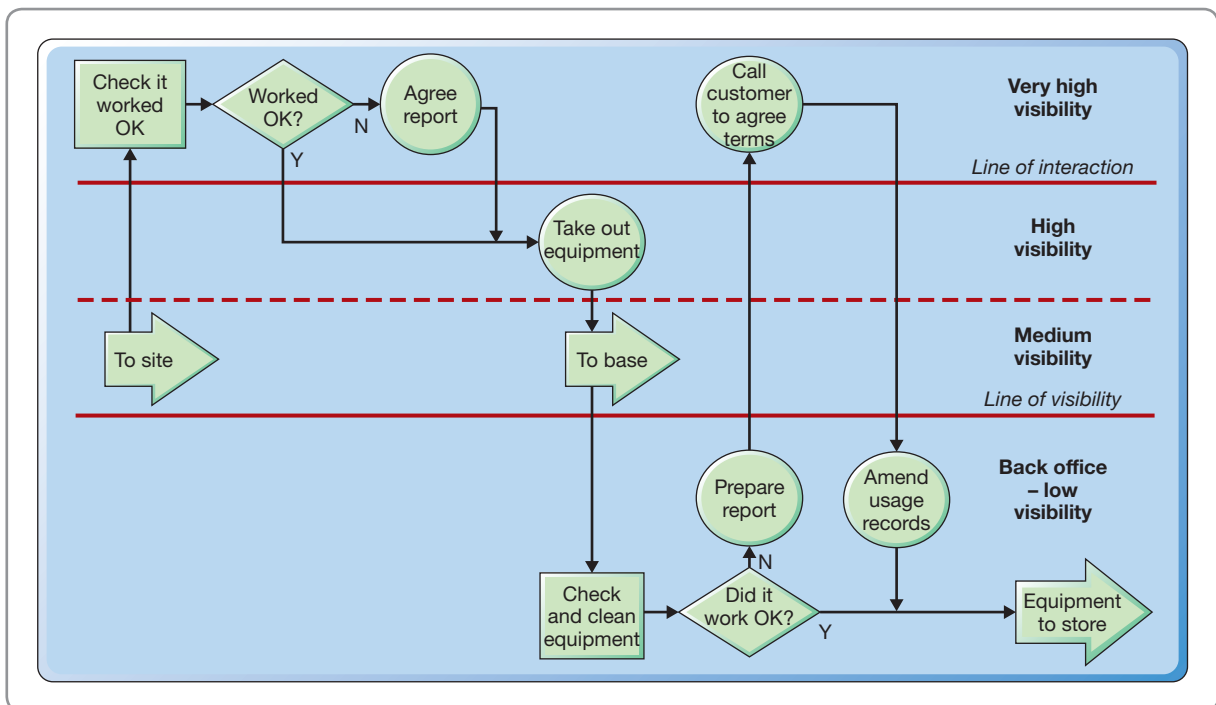 Check it
worked
OK
Worked
OK?
N
Y
Agree
report
Call
customer
to agree
terms
Very high
visibility
Line of interaction
Take out
equipment
High
visibility
To site
To base
Medium
visibility
Line of visibility
Prepare
report
Amend
usage
records
Back office
– low
visibility
Check
and clean
equipment
N
Did it
work OK?
Y
Equipment
to store